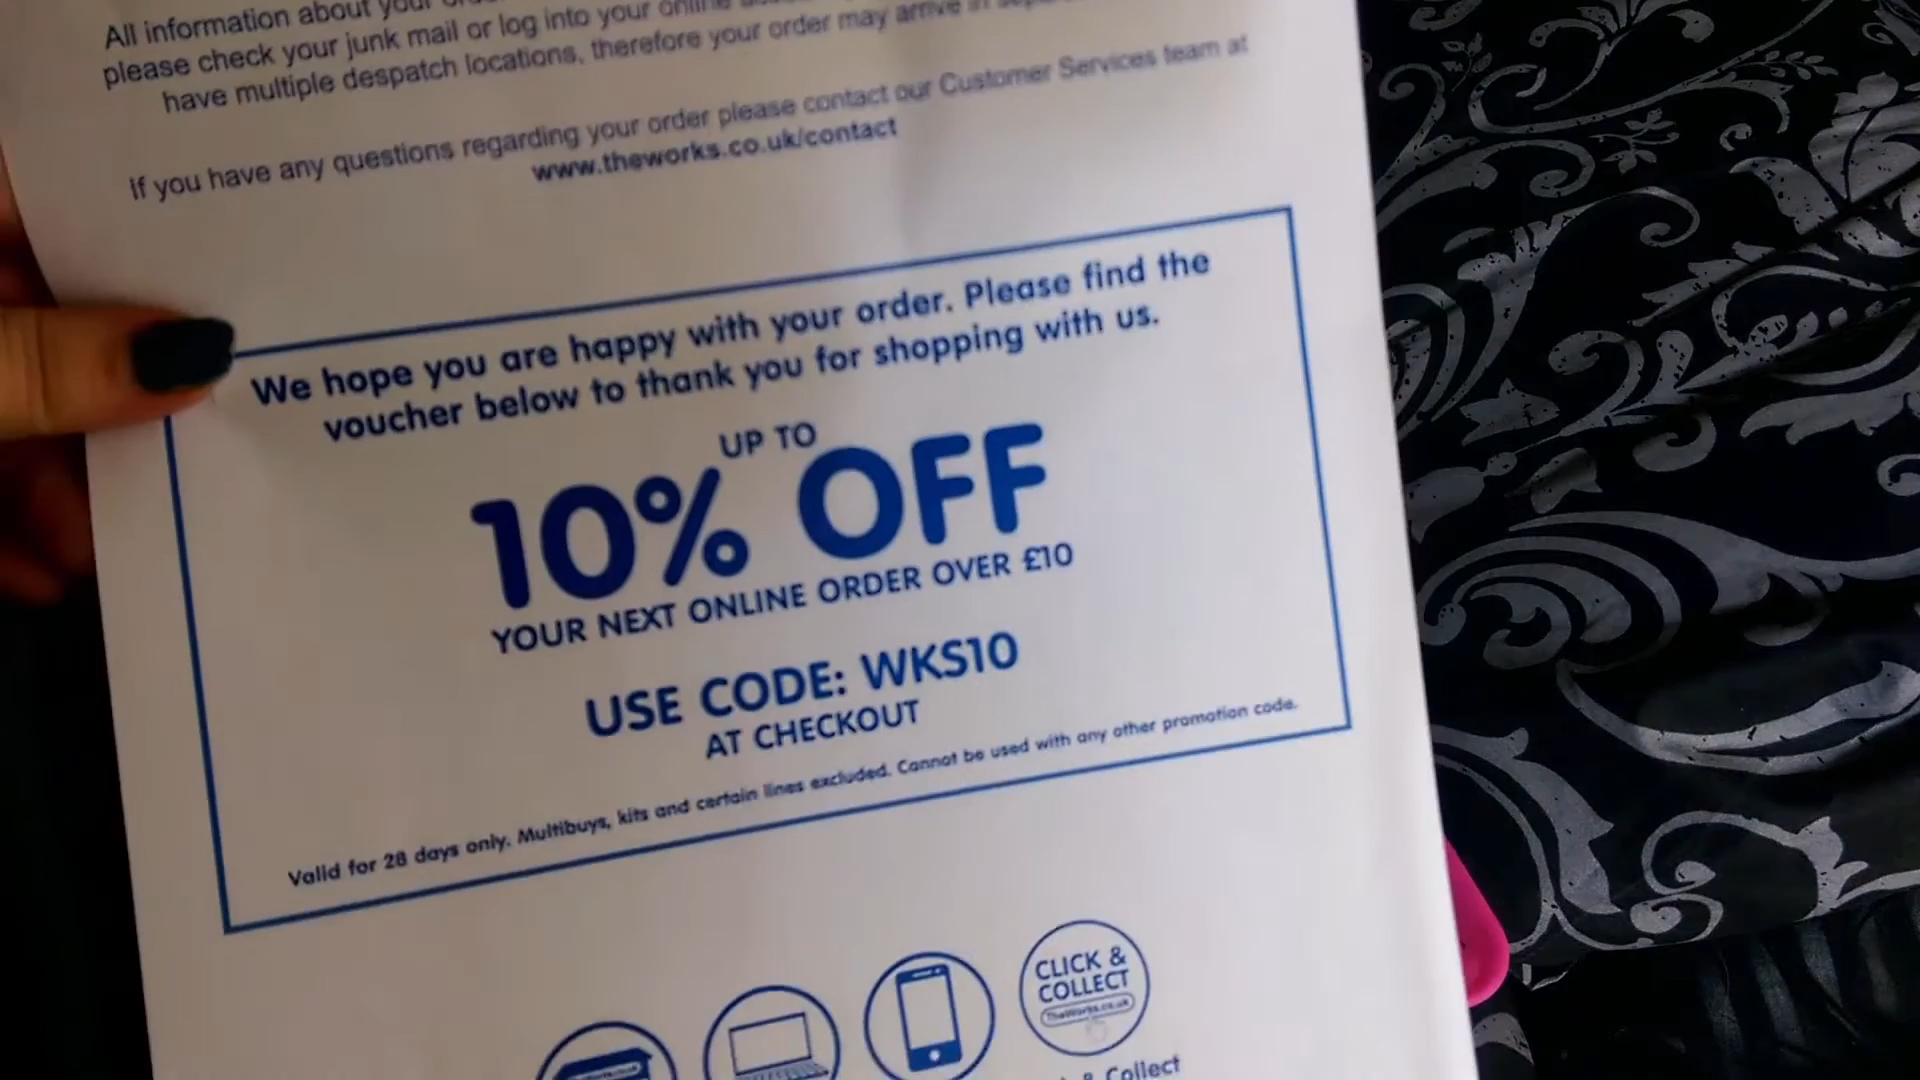 All information about your
please check your junk mail or log into your online
have multiple despatch locations, therefore your order may arrive in
If you have any questions regarding your order please contact our Customer Services team at
www.theworks.co.uk/contact
We hope you are happy with your order. Please find the
voucher below to thank you for shopping with us.
UP TO
10% OFF
YOUR NEXT ONLINE ORDER OVER £10
USE CODE: WKS10
AT CHECKOUT
Valid for 28 days only. Multibuys, kits and certain lines excluded. Cannot be used with any other promotion code.
CLICK &
COLLECT
TheWorks.co.uk
& Collect